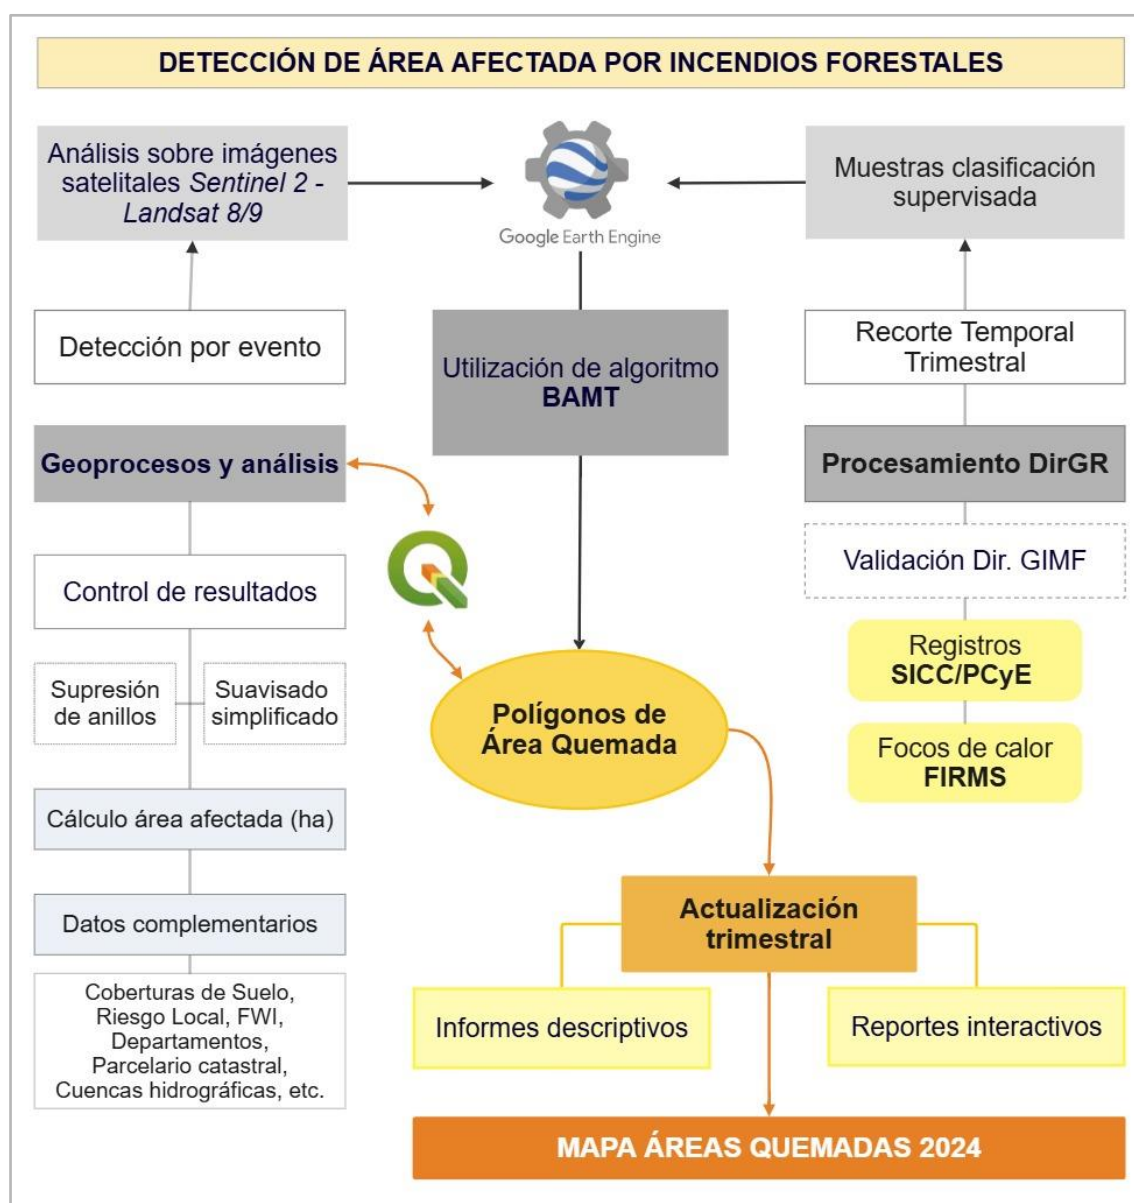 DETECCIÓN DE ÁREA AFECTADA POR INCENDIOS FORESTALES
Análisis sobre imágenes
satelitales Sentinel 2 -
Landsat 8/9
Google Earth Engine
Muestras clasificación
supervisada
Detección por evento
Utilización de algoritmo
BAMT
Recorte Temporal
Trimestral
Geoprocesos y análisis
Procesamiento DirGR
Control de resultados
Validación Dir. GIMF
Supresión
de anillos
Suavisado
simplificado
Registros
SICC/PCyE
Polígonos de
Área Quemada
Focos de calor
FIRMS
Cálculo área afectada (ha)
Datos complementarios
Actualización
trimestral
Coberturas de Suelo,
Riesgo Local, FWI,
Departamentos,
Parcelario catastral,
Cuencas hidrográficas, etc.
Informes descriptivos
Reportes interactivos
MAPA ÁREAS QUEMADAS 2024